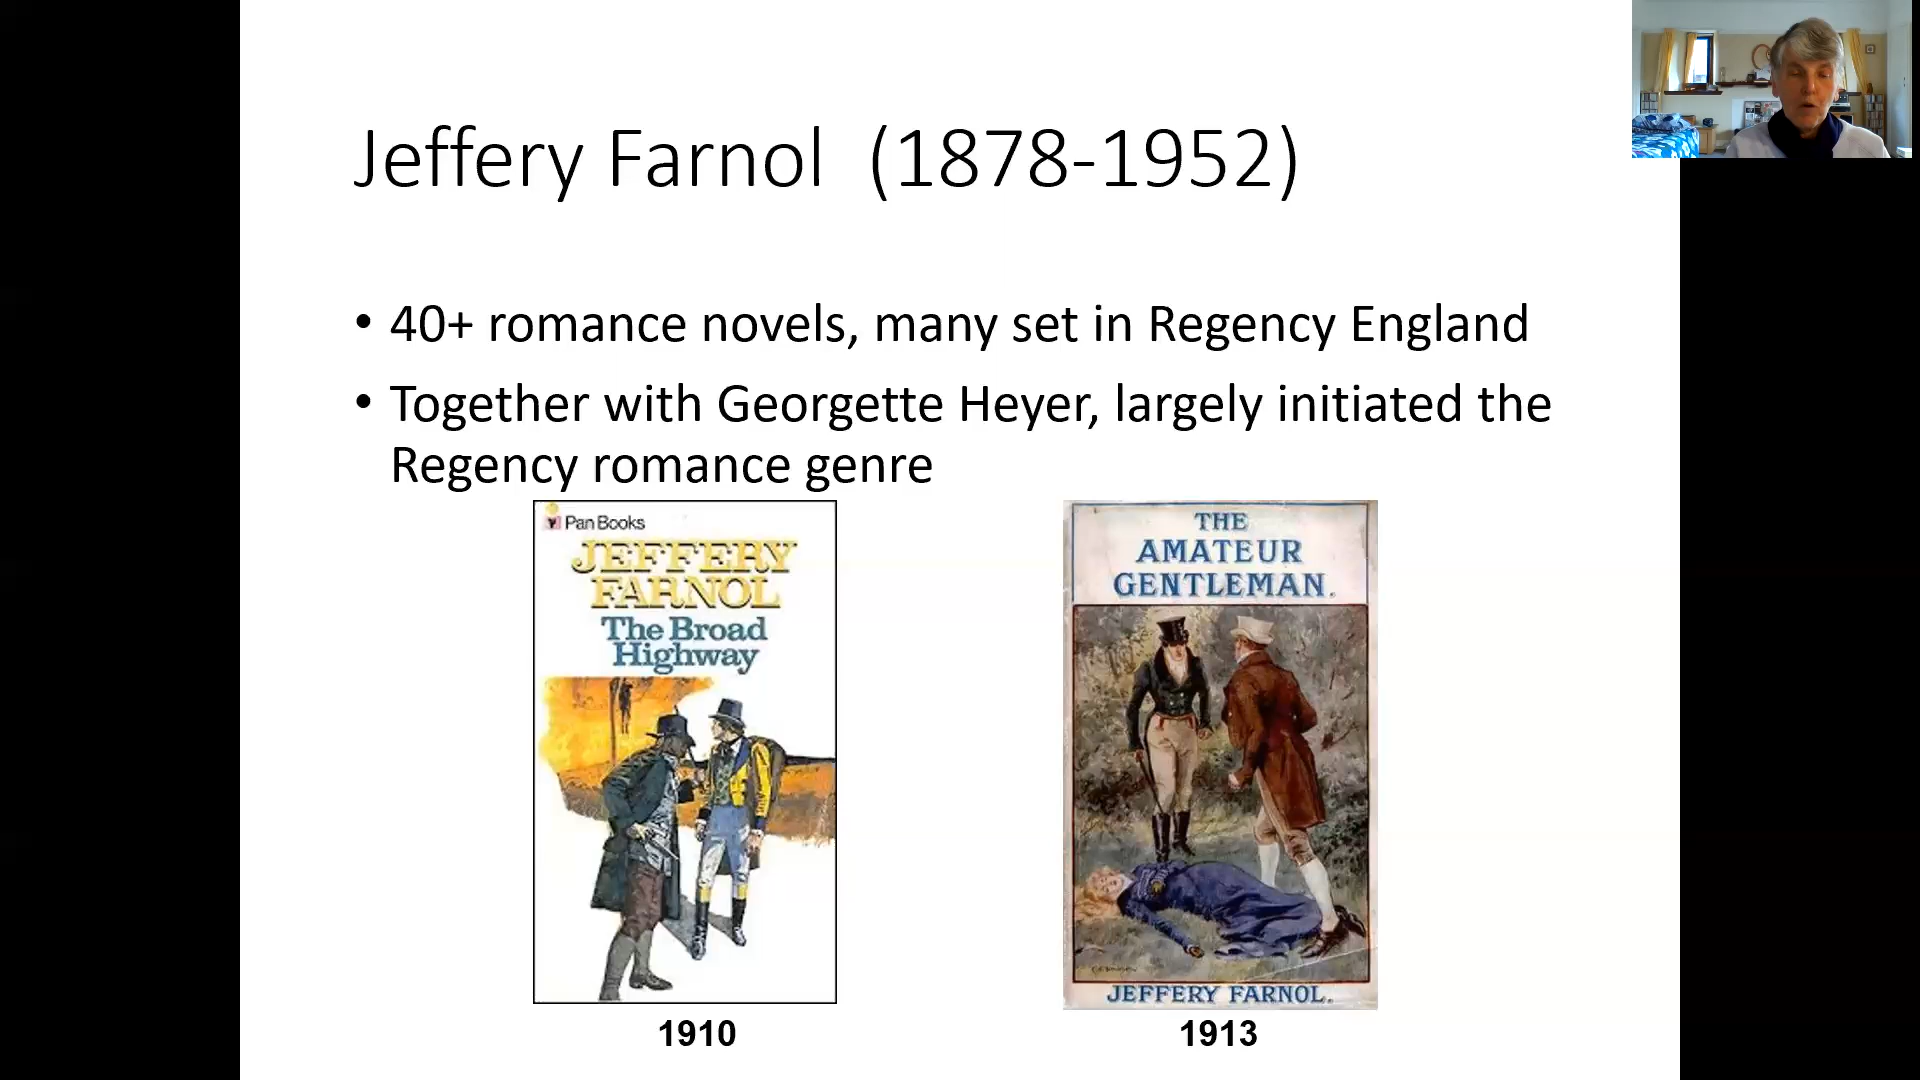 Jeffery Farnol (1878-1952)
• 40+ romance novels, many set in Regency England
• Together with Georgette Heyer, largely initiated the
Regency romance genre
Pan Books
JEFFERY
FARNOL
The Broad
Highway
1910
THE
AMATEUR
GENTLEMAN.
JEFFERY FARNOL.
1913